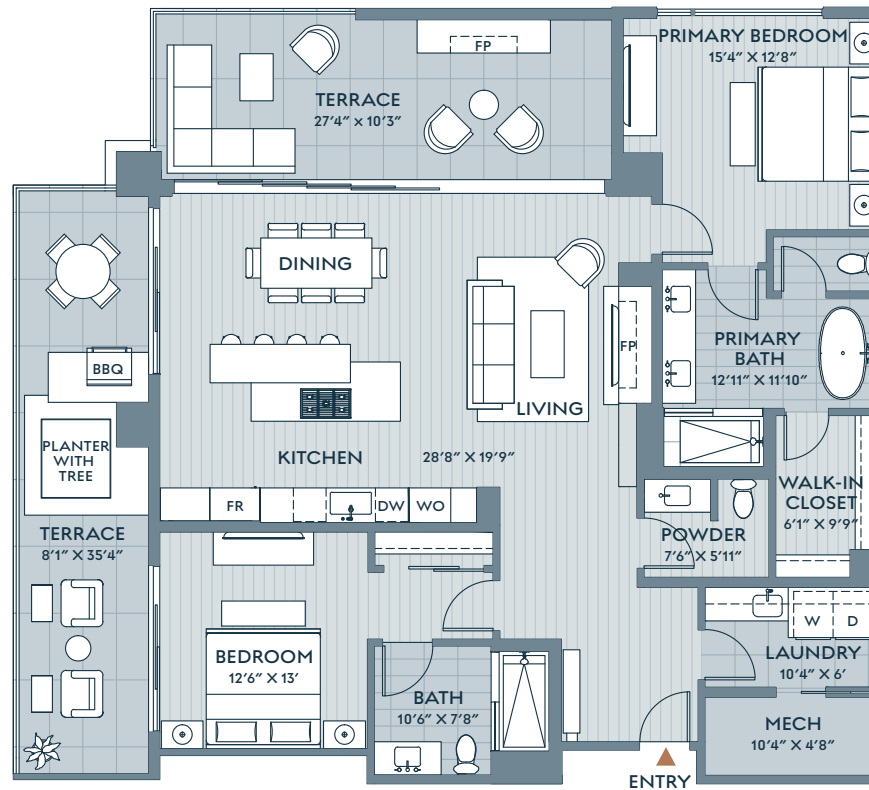 FP
TERRACE
27'4" X 10'3"
PRIMARY BEDROOM
15'4" X 12'8"
DINING
BBQ
PLANTER
WITH
TREE
FP
LIVING
PRIMARY
BATH
12'11" X 11'10"
KITCHEN
28'8" X 19'9"
FR
DW
WO
WALK-IN
CLOSET
6'1" X 9'9"
POWDER
7'6" X 5'11"
TERRACE
8'1" X 35'4"
BEDROOM
12'6" X 13'
BATH
10'6" X 7'8"
W
D
LAUNDRY
10'4" X 6'
MECH
10'4" X 4'8"
ENTRY